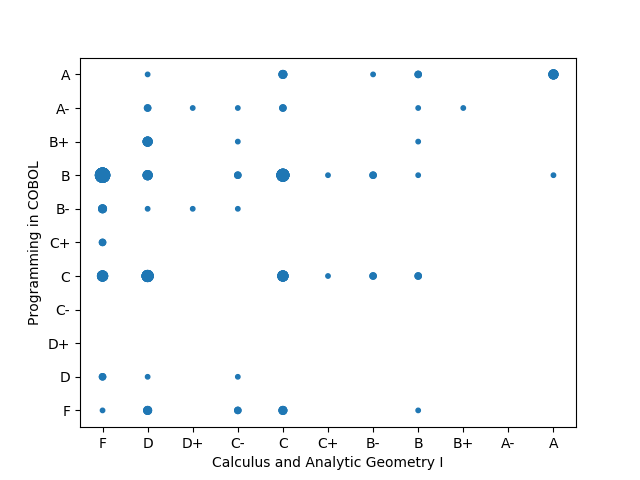 Programming in COBOL
A
A-
B+
B
B-
C+
C
C-
D+
D
F
F D D+ C- C C+ B- B B+ A- A
Calculus and Analytic Geometry I